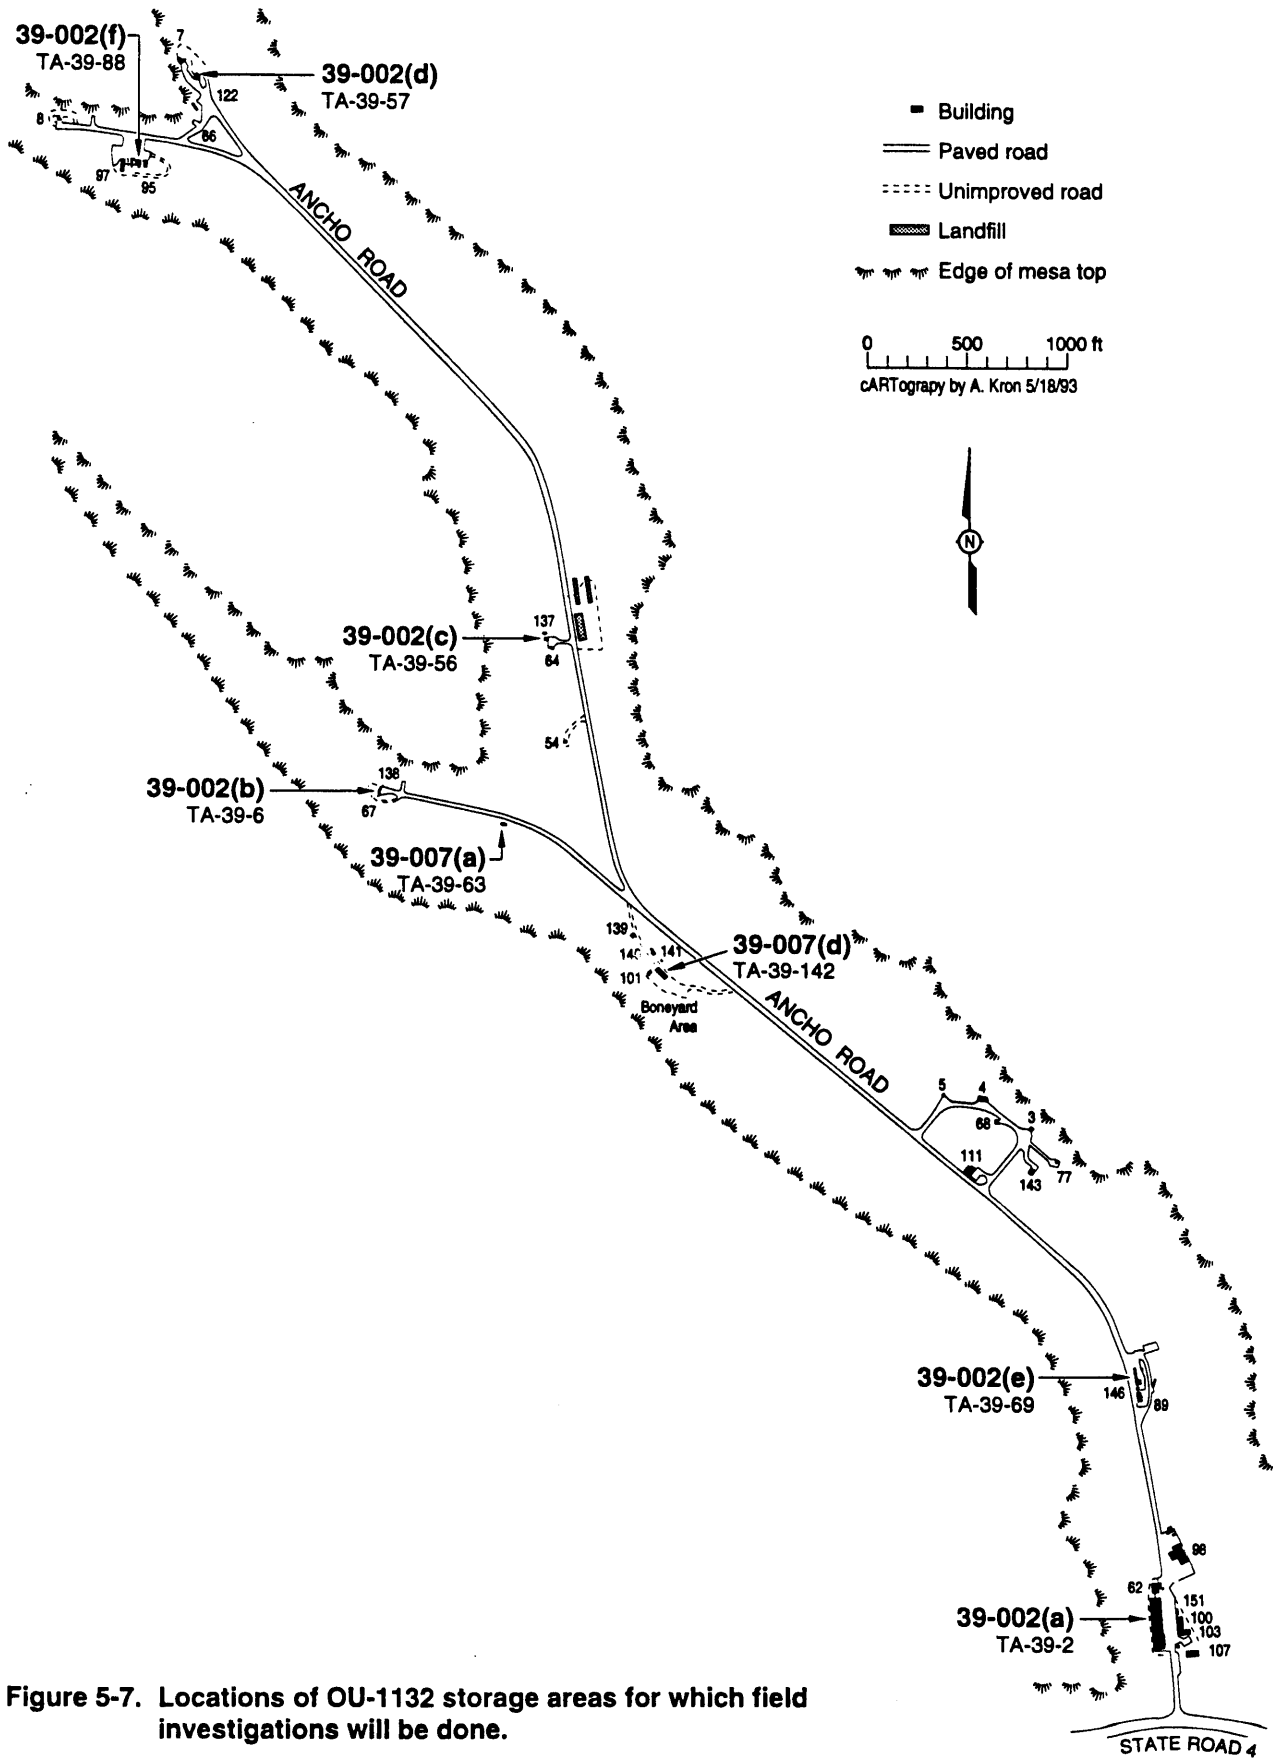 39-002(f)
TA-39-88
7
39-002(d)
TA-39-57
122
8
66
97
95
ANCHO ROAD
Building
Paved road
Unimproved road
Landfill
Edge of mesa top
0 500 1000 ft
cARTograpy by A. Kron 5/18/93
N
137
39-002(c)
TA-39-56
64
54
138
39-002(b)
TA-39-6
67
39-007(a)
TA-39-63
139
140
141
101
39-007(d)
TA-39-142
Boneyard
Area
ANCHO ROAD
5
4
3
68
111
143
77
39-002(e)
TA-39-69
146
89
98
62
151
100
103
107
39-002(a)
TA-39-2
STATE ROAD 4
Figure 5-7. Locations of OU-1132 storage areas for which field
investigations will be done.